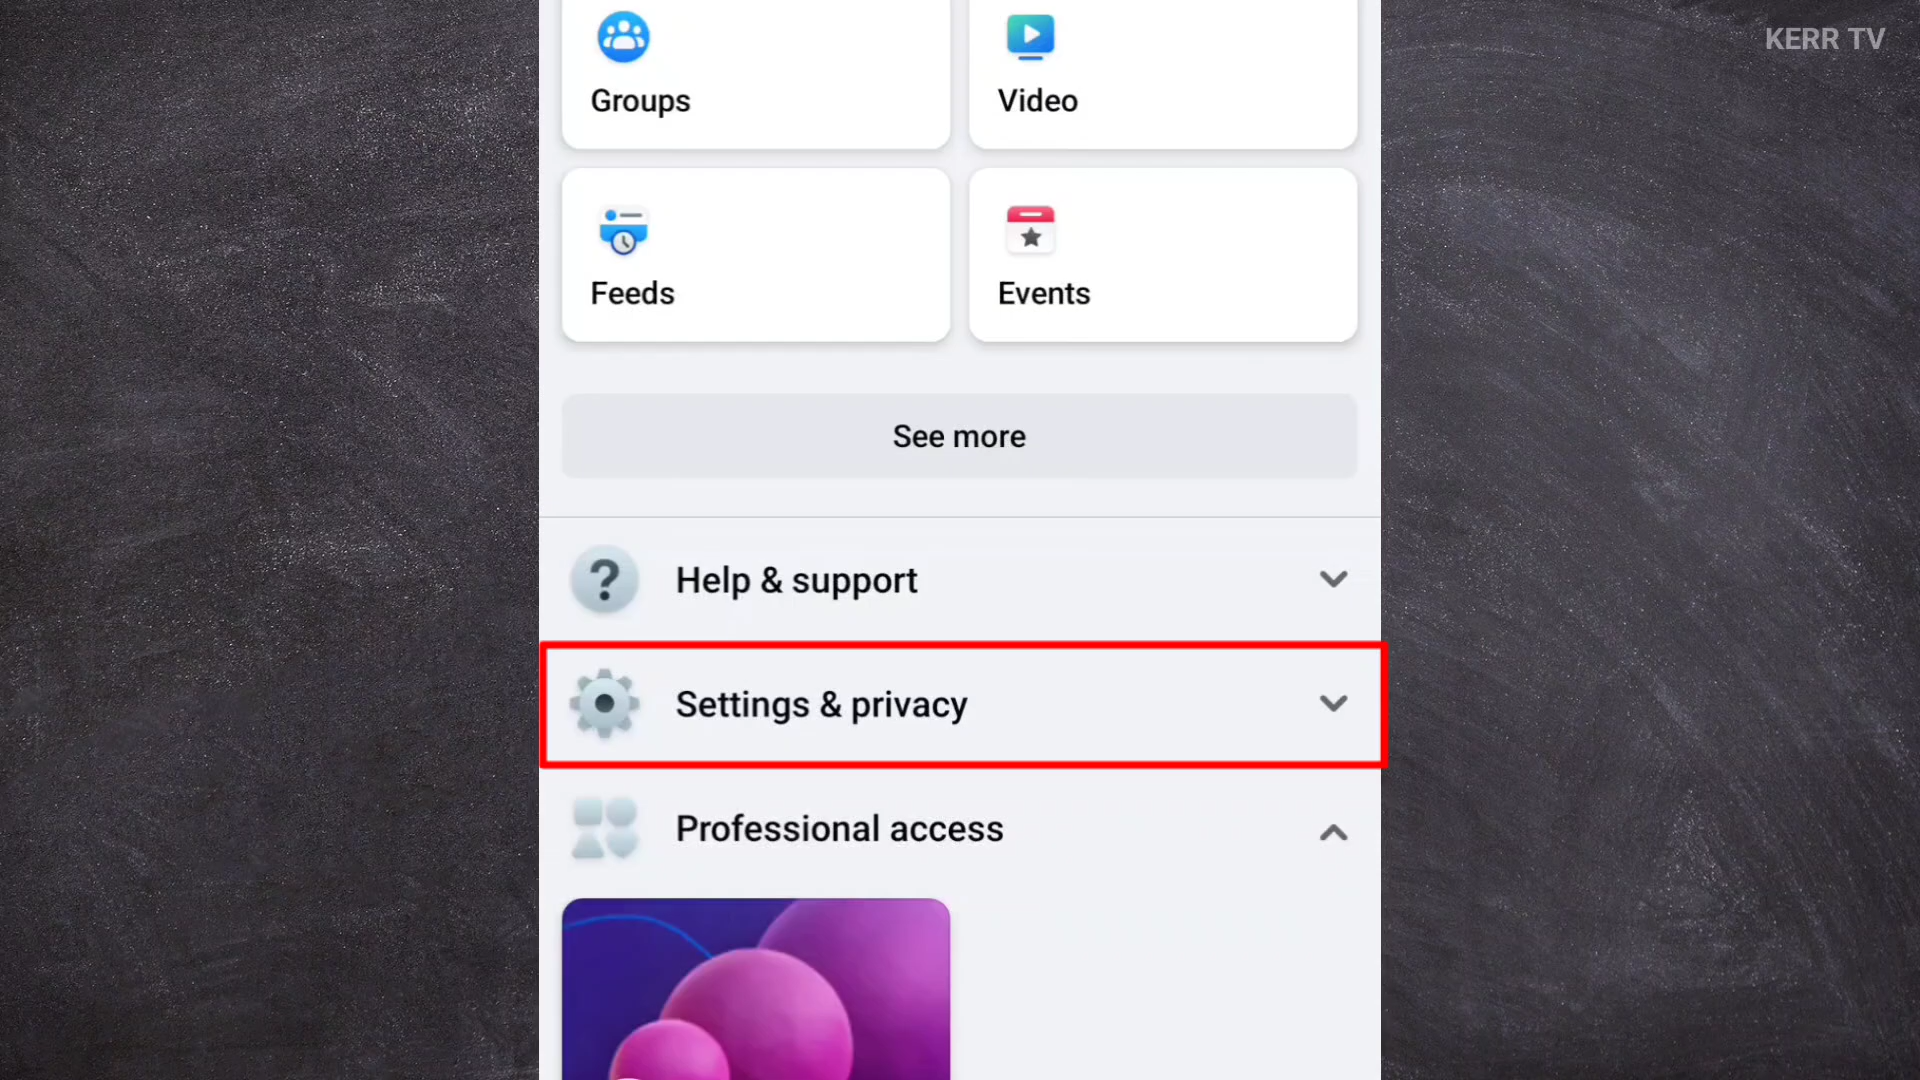 KERR TV
Groups
Video
Feeds
Events
See more
Help & support
Settings & privacy
Professional access